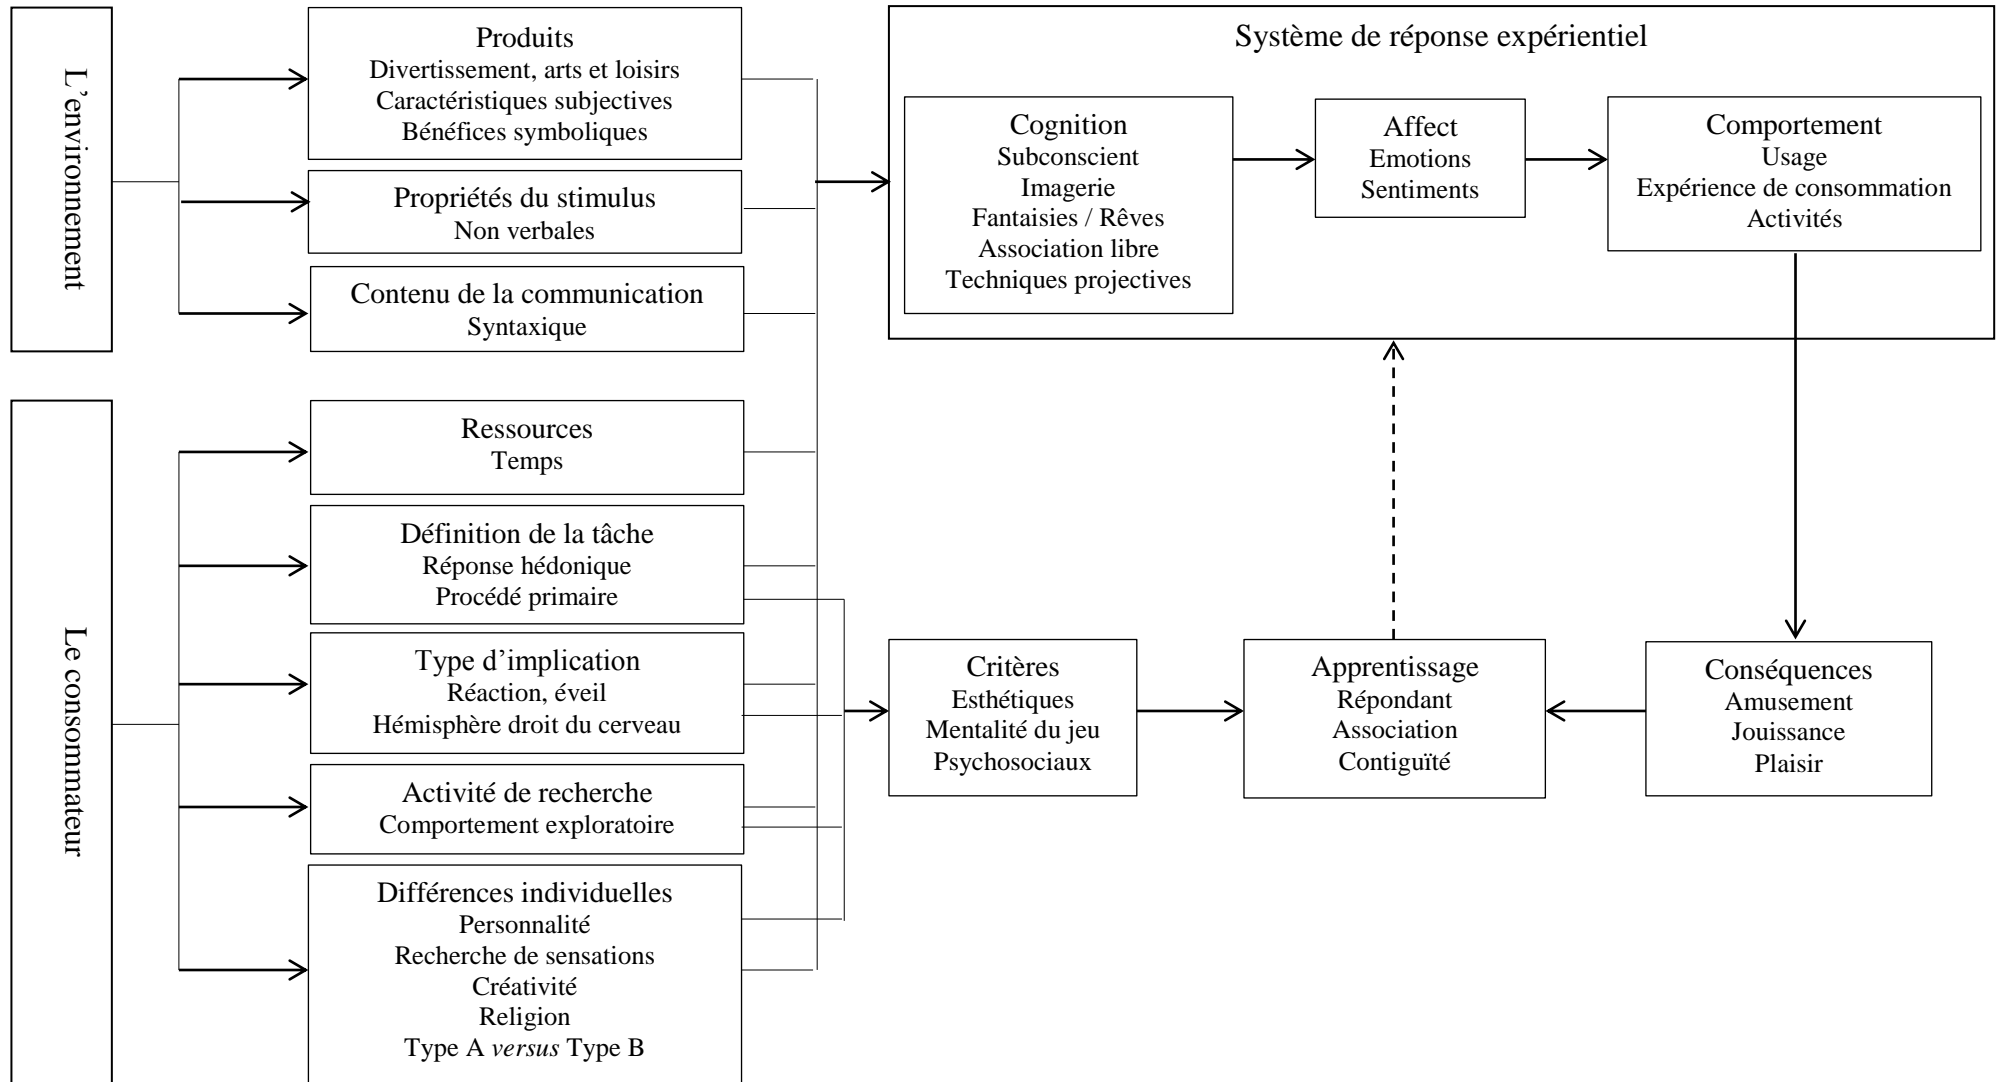 L'environnement
Produits
Divertissement, arts et loisirs
Caractéristiques subjectives
Bénéfices symboliques
Propriétés du stimulus
Non verbales
Contenu de la communication
Syntaxique
Le consommateur
Ressources
Temps
Définition de la tâche
Réponse hédonique
Procédé primaire
Type d'implication
Réaction, éveil
Hémisphère droit du cerveau
Activité de recherche
Comportement exploratoire
Différences individuelles
Personnalité
Recherche de sensations
Créativité
Religion
Type A versus Type B
Système de réponse expérientiel
Cognition
Subconscient
Imagerie
Fantaisies / Rêves
Association libre
Techniques projectives
Affect
Emotions
Sentiments
Comportement
Usage
Expérience de consommation
Activités
Critères
Esthétiques
Mentalité du jeu
Psychosociaux
Apprentissage
Répondant
Association
Contiguïté
Conséquences
Amusement
Jouissance
Plaisir